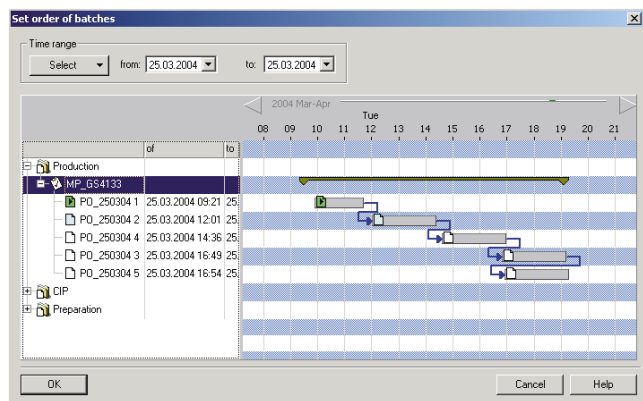 Set order of batches
Time range
Select from: 25.03.2004 to: 25.03.2004
2004 Mar-Apr
Tue
08 09 10 11 12 13 14 15 16 17 18 19 20 21
of to
Production
MP_GS4133
PO_250304 1 25.03.2004 09:21 25.
PO_250304 2 25.03.2004 12:01 25.
PO_250304 4 25.03.2004 14:36 25.
PO_250304 3 25.03.2004 16:49 25.
PO_250304 5 25.03.2004 16:54 25.
CIP
Preparation
OK Cancel Help